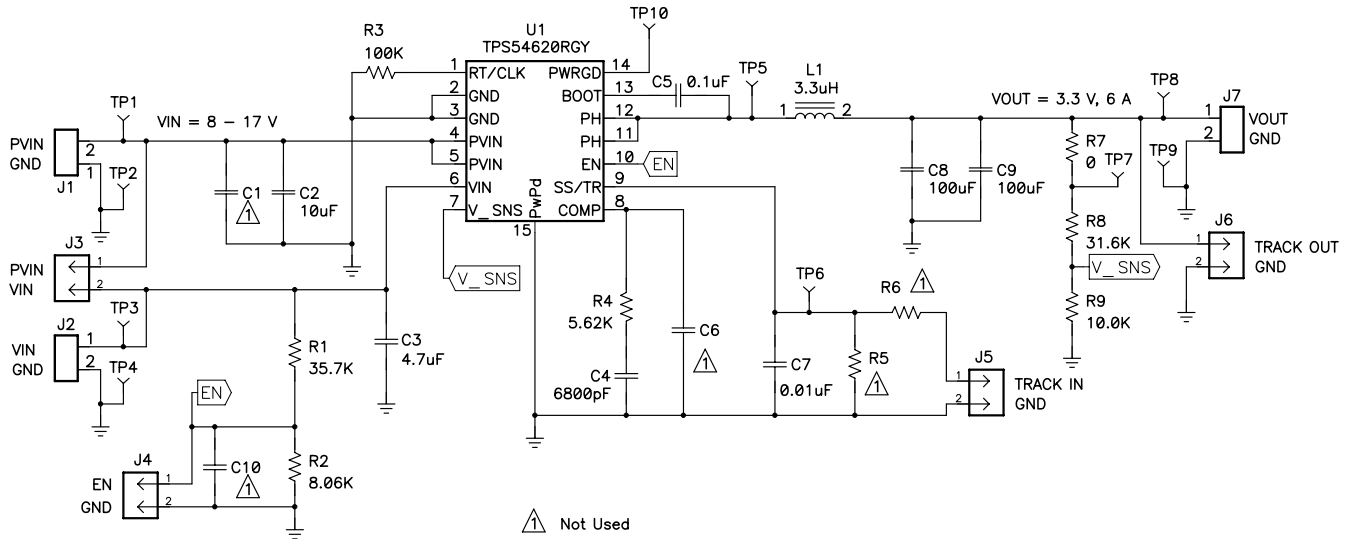 TP10
U1
TPS54620RGY
R3
100K
1 RT/CLK PWRGD 14
2 GND BOOT 13
3 GND PH 12
4 PVIN PH 11
5 PVIN EN 10
6 VIN SS/TR 9
7 V_SNS COMP 8
PwPd
15
EN
V_SNS
C5 0.1uF
TP5
L1
3.3uH
1 2
VOUT = 3.3 V, 6 A
TP8
J7
1 VOUT
2 GND
TP1
VIN = 8 – 17 V
PVIN 2
GND 1
J1
TP2
C1
1
C2
10uF
C8
100uF
C9
100uF
R7
0
TP7
TP9
R8
31.6K
V_SNS
R9
10.0K
J6
1 TRACK OUT
2 GND
J3
PVIN 1
VIN 2
TP3
J2
VIN 1
GND 2
TP4
R1
35.7K
C3
4.7uF
EN
R4
5.62K
C4
6800pF
C6
1
TP6
R6 1
C7
0.01uF
R5
1
J5
1 TRACK IN
2 GND
J4
EN 1
GND 2
C10
1
R2
8.06K
1 Not Used